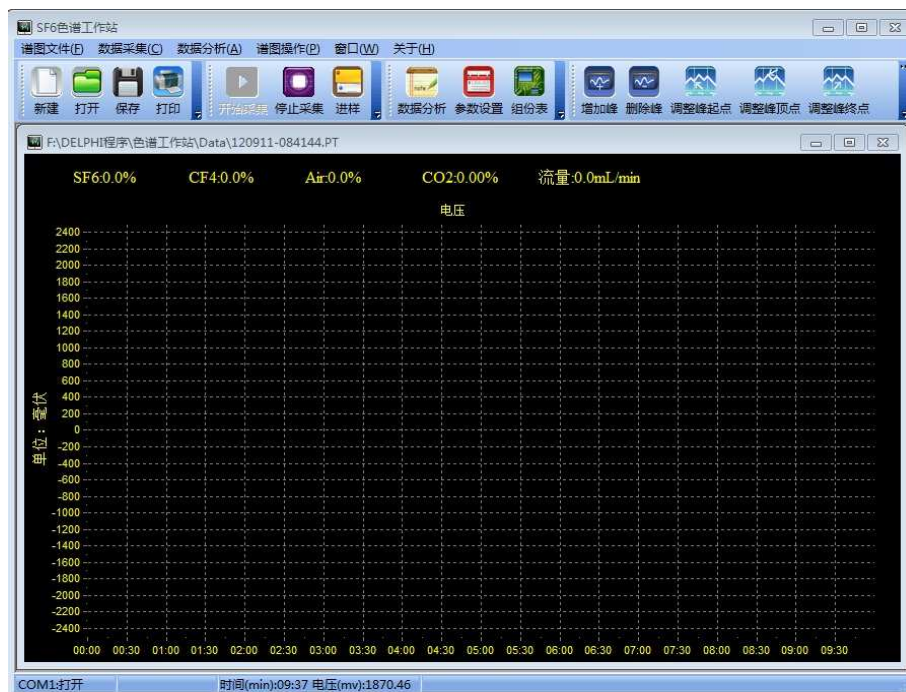 SF6色谱工作站
谱图文件(F) 数据采集(C) 数据分析(A) 谱图操作(P) 窗口(W) 关于(H)
新建 打开 保存 打印 开始采集 停止采集 进样 数据分析 参数设置 组份表 增加峰 删除峰 调整峰起点 调整峰顶点 调整峰终点
F:\DELPHI程序\色谱工作站\Data\120911-084144.PT
SF6:0.0% CF4:0.0% Air:0.0% CO2:0.00% 流量:0.0mL/min
电压
2400
2200
2000
1800
1600
1400
1200
1000
800
600
400
200
0
-200
-400
-600
-800
-1000
-1200
-1400
-1600
-1800
-2000
-2200
-2400
单位：毫伏
00:00 00:30 01:00 01:30 02:00 02:30 03:00 03:30 04:00 04:30 05:00 05:30 06:00 06:30 07:00 07:30 08:00 08:30 09:00 09:30
COM1:打开 时间(min):09:37 电压(mv):1870.46